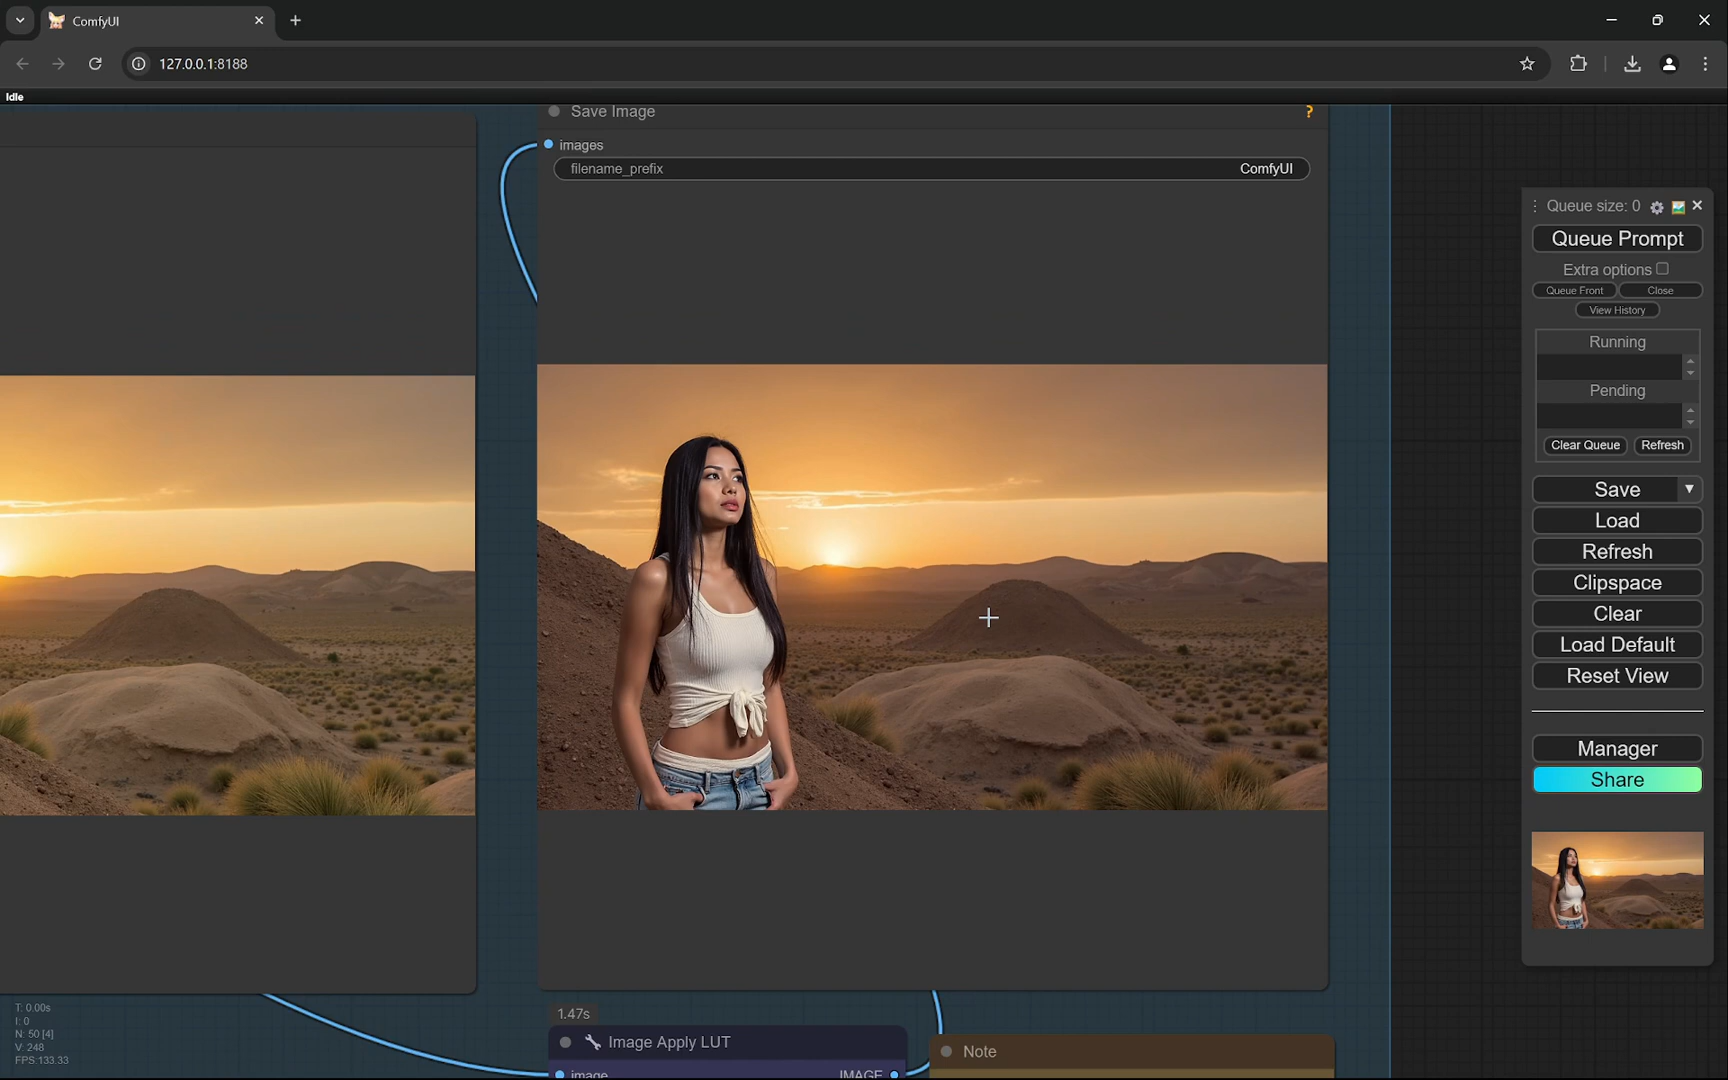 ComfyUI
127.0.0.1:8188
Idle
Save Image
?
images
filename_prefix
ComfyUI
Queue size: 0
Queue Prompt
Extra options
Queue Front
Close
View History
Running
Pending
Clear Queue
Refresh
Save
Load
Refresh
Clipspace
Clear
Load Default
Reset View
Manager
Share
T: 0.00s
I: 0
N: 50 [4]
V: 248
FPS:133.33
1.47s
Image Apply LUT
Note
image
IMAGE